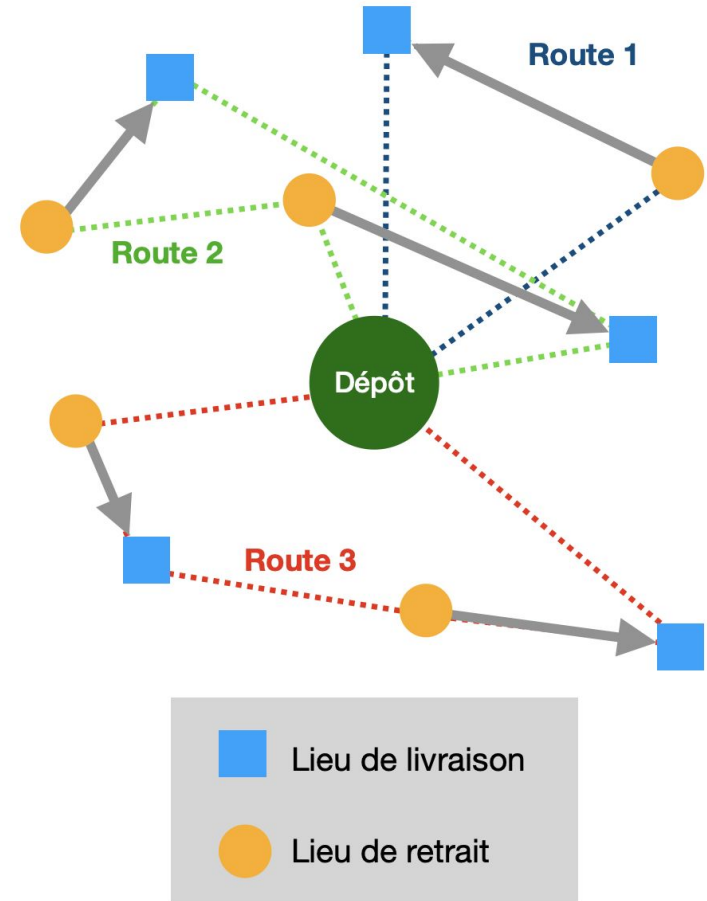 Route 1
Route 2
Dépôt
Route 3
Lieu de livraison
Lieu de retrait